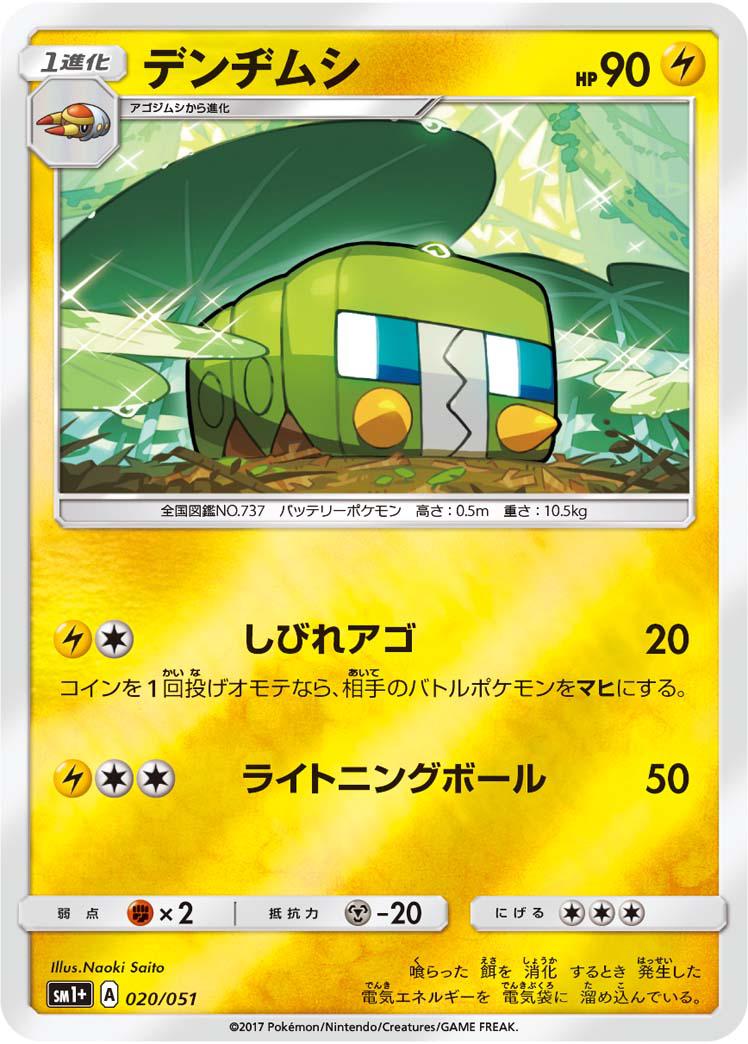 1進化 デンヂムシ HP90
アゴジムシから進化
全国図鑑NO.737 バッテリーポケモン 高さ：0.5m 重さ：10.5kg
しびれアゴ 20
コインを1回投げオモテなら、相手のバトルポケモンをマヒにする。
ライトニングボール 50
弱点 ×2 抵抗力 -20 にげる
Illus.Naoki Saito
喰らった 餌を 消化 するとき 発生した
電気エネルギーを 電気袋に 溜め込んでいる。
SM1+ A 020/051
©2017 Pokémon/Nintendo/Creatures/GAME FREAK.